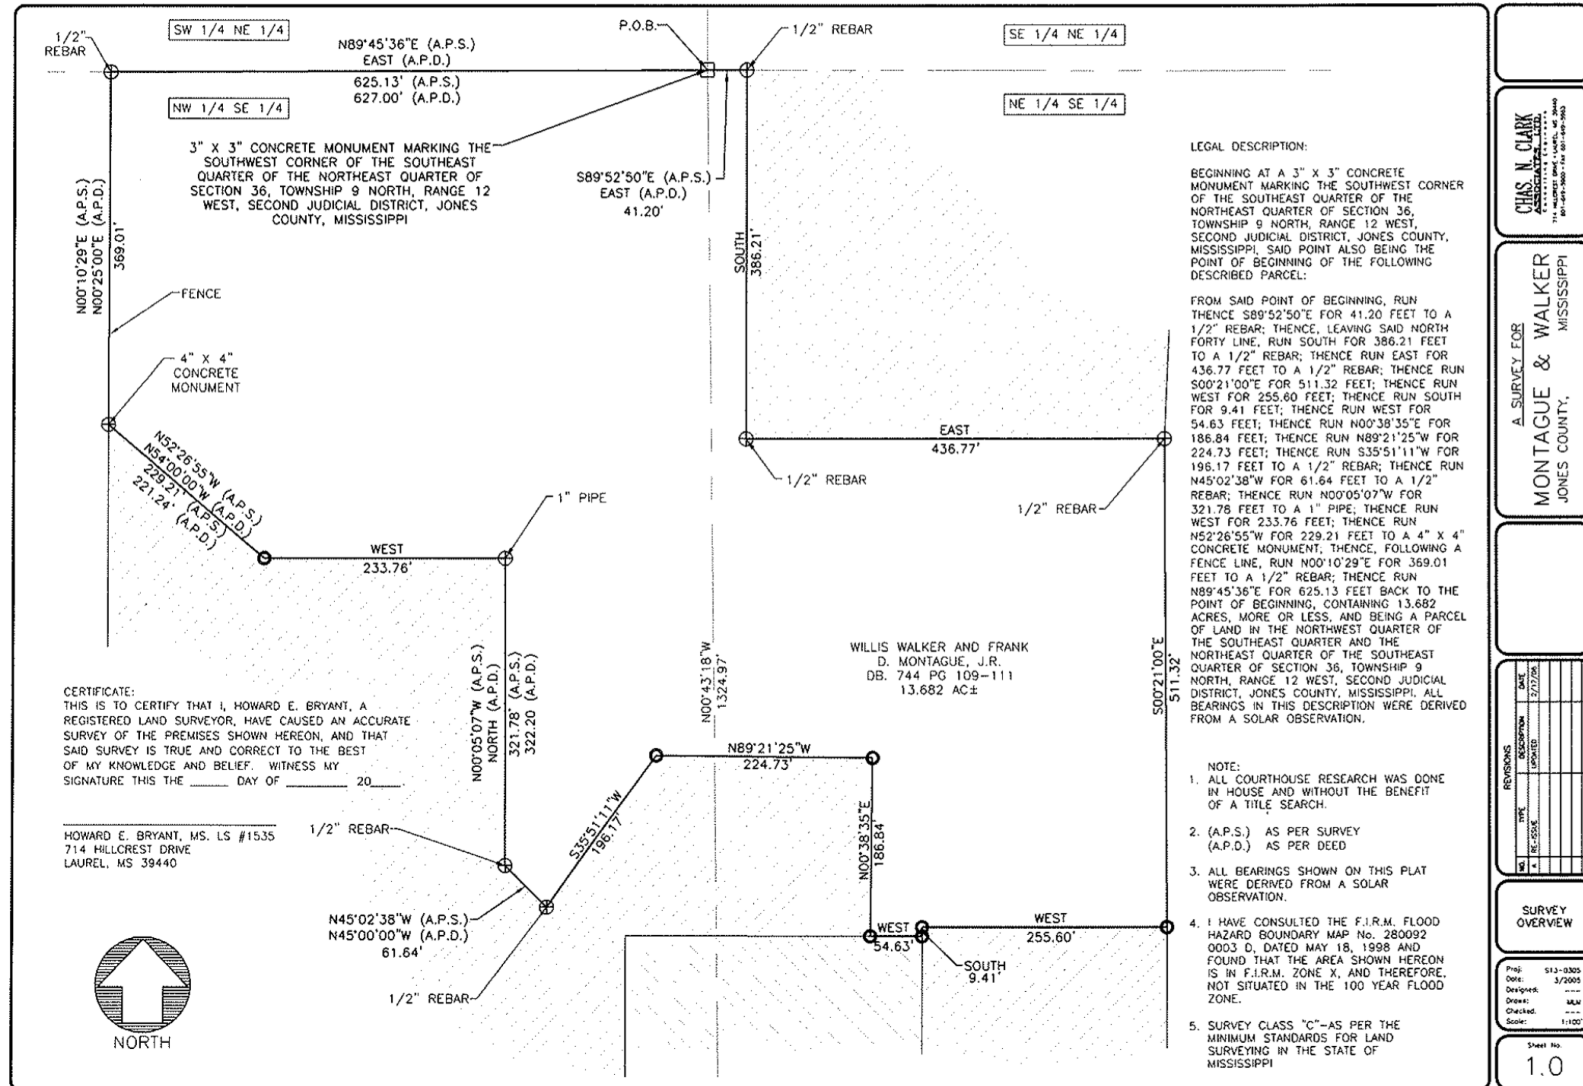 1/2" REBAR
SW 1/4 NE 1/4
N89°45'36"E (A.P.S.)
EAST (A.P.D.)
625.13' (A.P.S.)
627.00' (A.P.D.)
P.O.B.
1/2" REBAR
SE 1/4 NE 1/4
NW 1/4 SE 1/4
NE 1/4 SE 1/4
3" X 3" CONCRETE MONUMENT MARKING THE
SOUTHWEST CORNER OF THE SOUTHEAST
QUARTER OF THE NORTHEAST QUARTER OF
SECTION 36, TOWNSHIP 9 NORTH, RANGE 12
WEST, SECOND JUDICIAL DISTRICT, JONES
COUNTY, MISSISSIPPI
S89°52'50"E (A.P.S.)
EAST (A.P.D.)
41.20'
N00°10'29"E (A.P.S.)
N00°25'00"E (A.P.D.)
369.01'
SOUTH
386.21'
FENCE
4" X 4"
CONCRETE
MONUMENT
N52°26'55"W (A.P.S.)
N54°00'00"W (A.P.D.)
229.21' (A.P.S.)
221.24' (A.P.D.)
EAST
436.77'
1/2" REBAR
1/2" REBAR
1" PIPE
WEST
233.76'
N00°05'07"W (A.P.S.)
NORTH (A.P.D.)
321.78' (A.P.S.)
322.20 (A.P.D.)
N00°43'18"W
1324.97'
WILLIS WALKER AND FRANK
D. MONTAGUE, J.R.
DB. 744 PG 109-111
13.682 AC±
S00°21'00"E
511.32'
N89°21'25"W
224.73'
S35°51'11"W
196.17'
N00°38'35"E
186.84'
1/2" REBAR
N45°02'38"W (A.P.S.)
N45°00'00"W (A.P.D.)
61.64'
1/2" REBAR
WEST
54.63'
WEST
255.60'
SOUTH
9.41'
CERTIFICATE:
THIS IS TO CERTIFY THAT I, HOWARD E. BRYANT, A
REGISTERED LAND SURVEYOR, HAVE CAUSED AN ACCURATE
SURVEY OF THE PREMISES SHOWN HEREON, AND THAT
SAID SURVEY IS TRUE AND CORRECT TO THE BEST
OF MY KNOWLEDGE AND BELIEF. WITNESS MY
SIGNATURE THIS THE ______ DAY OF __________ 20____.
HOWARD E. BRYANT, MS. LS #1535
714 HILLCREST DRIVE
LAUREL, MS 39440
NORTH
LEGAL DESCRIPTION:
BEGINNING AT A 3" X 3" CONCRETE
MONUMENT MARKING THE SOUTHWEST CORNER
OF THE SOUTHEAST QUARTER OF THE
NORTHEAST QUARTER OF SECTION 36,
TOWNSHIP 9 NORTH, RANGE 12 WEST,
SECOND JUDICIAL DISTRICT, JONES COUNTY,
MISSISSIPPI, SAID POINT ALSO BEING THE
POINT OF BEGINNING OF THE FOLLOWING
DESCRIBED PARCEL:
FROM SAID POINT OF BEGINNING, RUN
THENCE S89°52'50"E FOR 41.20 FEET TO A
1/2" REBAR; THENCE, LEAVING SAID NORTH
FORTY LINE, RUN SOUTH FOR 386.21 FEET
TO A 1/2" REBAR; THENCE RUN EAST FOR
436.77 FEET TO A 1/2" REBAR; THENCE RUN
S00°21'00"E FOR 511.32 FEET; THENCE RUN
WEST FOR 255.60 FEET; THENCE RUN SOUTH
FOR 9.41 FEET; THENCE RUN WEST FOR
54.63 FEET; THENCE RUN N00°38'35"E FOR
186.84 FEET; THENCE RUN N89°21'25"W FOR
224.73 FEET; THENCE RUN S35°51'11"W FOR
196.17 FEET TO A 1/2" REBAR; THENCE RUN
N45°02'38"W FOR 61.64 FEET TO A 1/2"
REBAR; THENCE RUN N00°05'07"W FOR
321.78 FEET TO A 1" PIPE; THENCE RUN
WEST FOR 233.76 FEET; THENCE RUN
N52°26'55"W FOR 229.21 FEET TO A 4" X 4"
CONCRETE MONUMENT; THENCE, FOLLOWING A
FENCE LINE, RUN N00°10'29"E FOR 369.01
FEET TO A 1/2" REBAR; THENCE RUN
N89°45'36"E FOR 625.13 FEET BACK TO THE
POINT OF BEGINNING, CONTAINING 13.682
ACRES, MORE OR LESS, AND BEING A PARCEL
OF LAND IN THE NORTHWEST QUARTER OF
THE SOUTHEAST QUARTER AND THE
NORTHEAST QUARTER OF THE SOUTHEAST
QUARTER OF SECTION 36, TOWNSHIP 9
NORTH, RANGE 12 WEST, SECOND JUDICIAL
DISTRICT, JONES COUNTY, MISSISSIPPI. ALL
BEARINGS IN THIS DESCRIPTION WERE DERIVED
FROM A SOLAR OBSERVATION.
NOTE:
1. ALL COURTHOUSE RESEARCH WAS DONE
IN HOUSE AND WITHOUT THE BENEFIT
OF A TITLE SEARCH.
2. (A.P.S.) AS PER SURVEY
(A.P.D.) AS PER DEED
3. ALL BEARINGS SHOWN ON THIS PLAT
WERE DERIVED FROM A SOLAR
OBSERVATION.
4. I HAVE CONSULTED THE F.I.R.M. FLOOD
HAZARD BOUNDARY MAP No. 280092
0003 D, DATED MAY 18, 1998 AND
FOUND THAT THE AREA SHOWN HEREON
IS IN F.I.R.M. ZONE X, AND THEREFORE,
NOT SITUATED IN THE 100 YEAR FLOOD
ZONE.
5. SURVEY CLASS "C"-AS PER THE
MINIMUM STANDARDS FOR LAND
SURVEYING IN THE STATE OF
MISSISSIPPI
CHAS. N. CLARK
ASSOCIATES, LTD.
714 HILLCREST DRIVE LAUREL, MS 39440
A SURVEY FOR
MONTAGUE & WALKER
JONES COUNTY, MISSISSIPPI
REVISIONS
NO. TYPE DESCRIPTION DATE
A RE-ISSUE UPDATED 2/17/06
SURVEY
OVERVIEW
Proj: S13-0305
Date: 3/2005
Designed: ----
Drawn: MLM
Checked: ----
Scale: 1:100'
Sheet No.
1.0